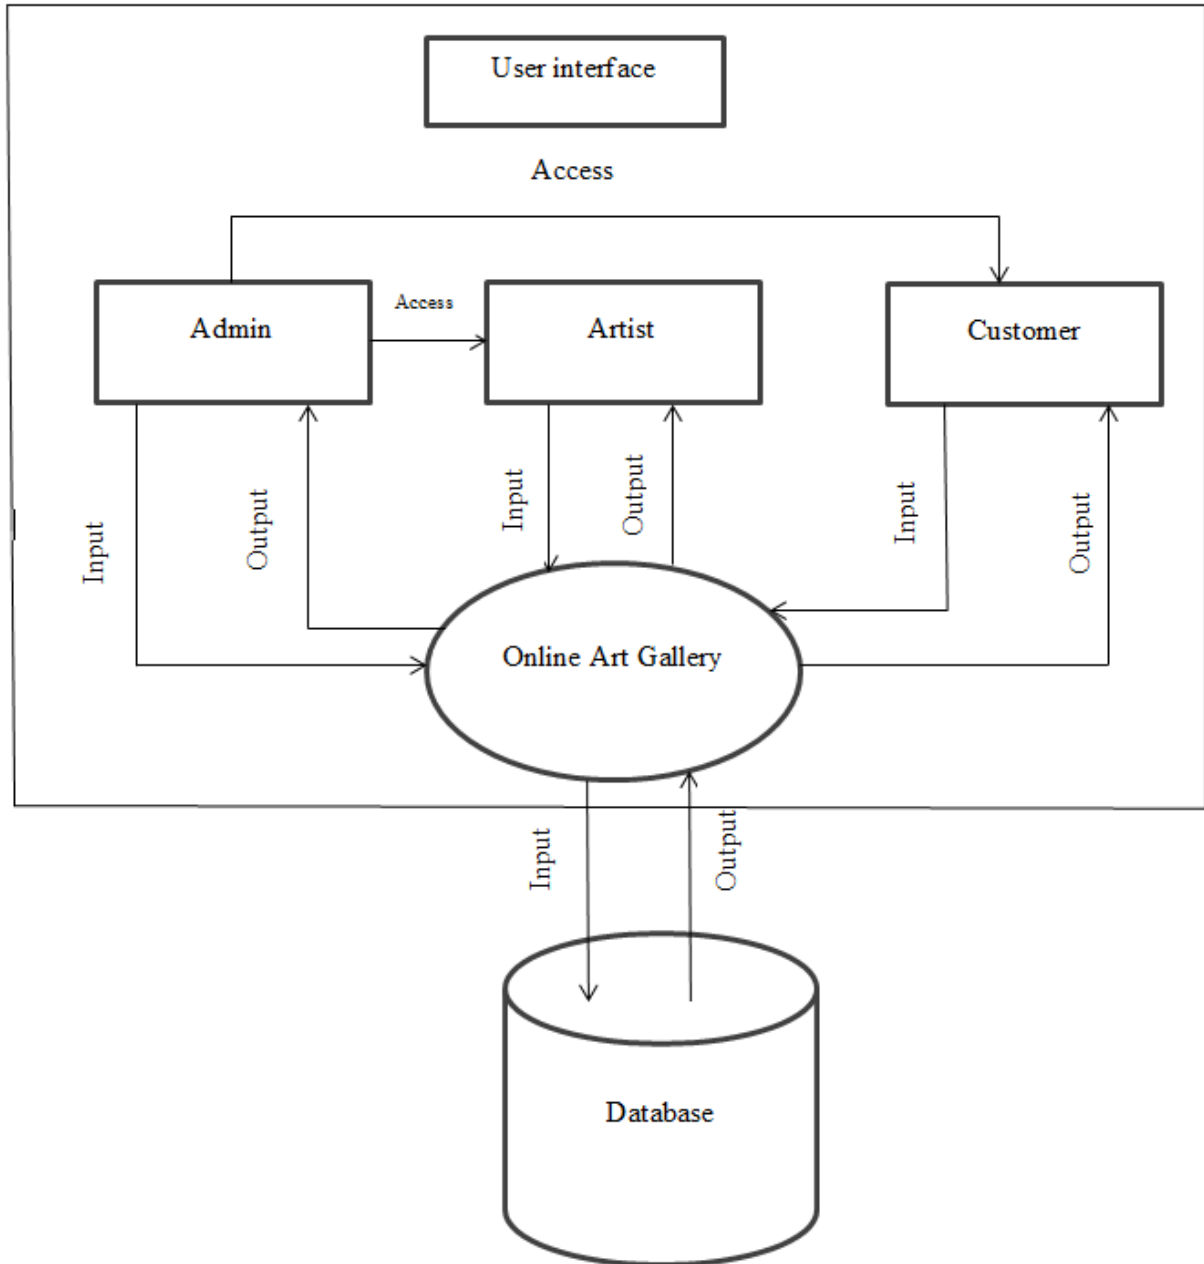 User interface
Access
Admin
Access
Artist
Customer
Input
Output
Input
Output
Input
Output
Online Art Gallery
Input
Output
Database